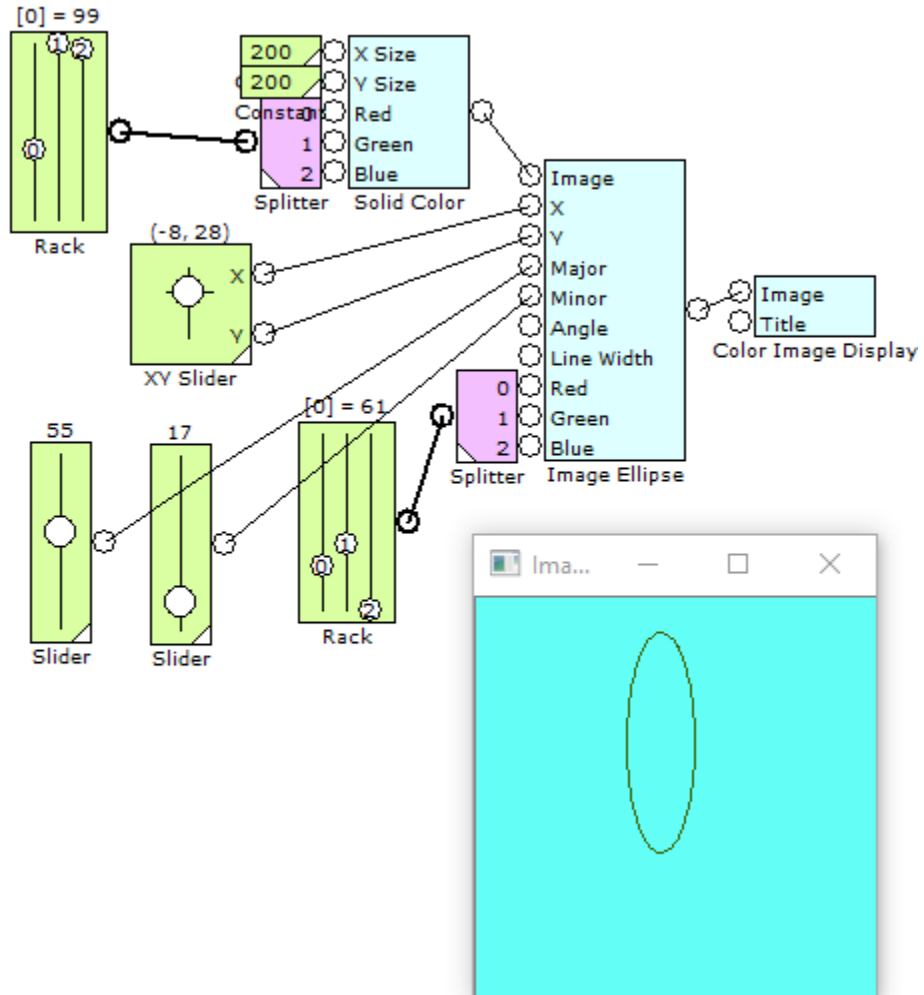 [0] = 99
1 2
0
Rack
200
200
Constant
X Size
Y Size
Red
Green
Blue
0
1
2
Splitter
Solid Color
(-8, 28)
X
Y
XY Slider
Image
X
Y
Major
Minor
Angle
Line Width
Red
Green
Blue
Image Ellipse
0
1
2
Splitter
Image
Title
Color Image Display
55
Slider
17
Slider
[0] = 61
0
1
2
Rack
Ima...